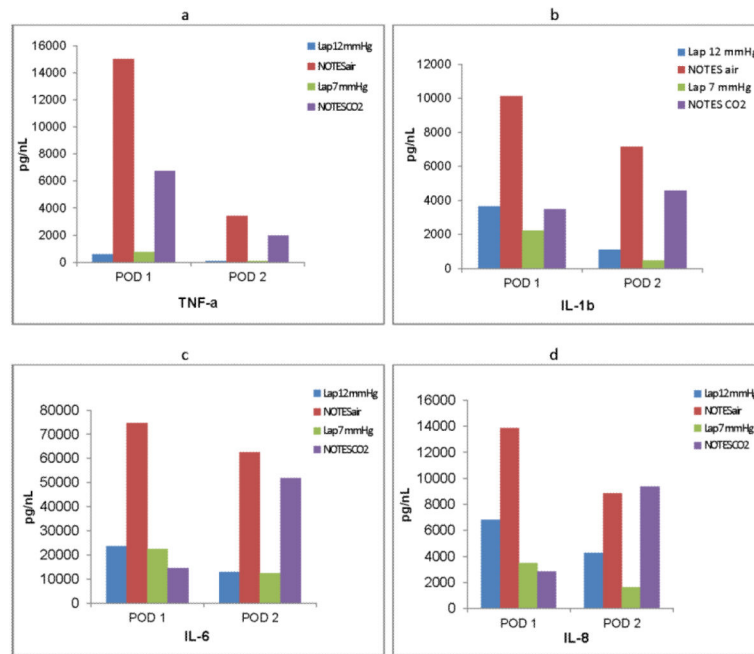 a
16000
14000
12000
10000
8000
6000
4000
2000
0
pg/nL
POD 1 POD 2
TNF-a
Lap12mmHg
NOTESair
Lap7mmHg
NOTESCO2
b
12000
10000
8000
6000
4000
2000
0
pg/nL
POD 1 POD 2
IL-1b
Lap 12 mmHg
NOTES air
Lap 7 mmHg
NOTES CO2
c
80000
70000
60000
50000
40000
30000
20000
10000
0
pg/nL
POD 1 POD 2
IL-6
Lap12mmHg
NOTESair
Lap7mmHg
NOTESCO2
d
16000
14000
12000
10000
8000
6000
4000
2000
0
pg/nL
POD 1 POD 2
IL-8
Lap12mmHg
NOTESair
Lap7mmHg
NOTESCO2